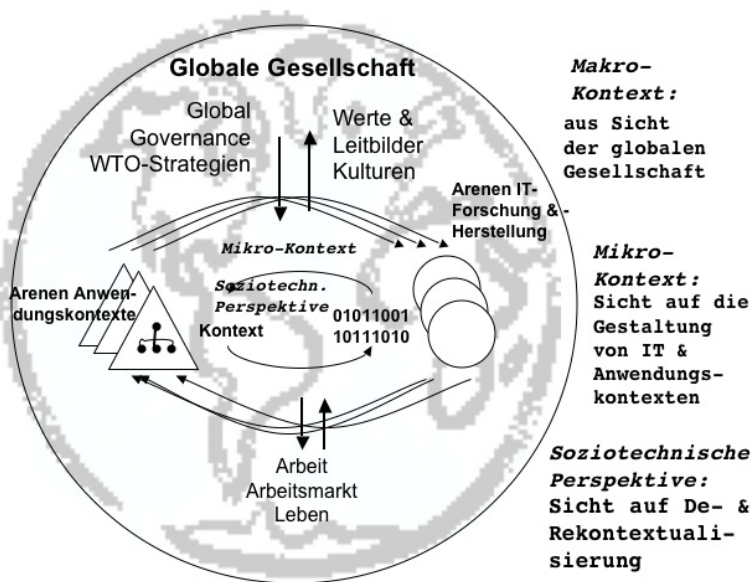 Globale Gesellschaft
Global
Governance
WTO-Strategien
Werte &
Leitbilder
Kulturen
Arenen IT-
Forschung & -
Herstellung
Mikro-Kontext
Arenen Anwen-
dungskontexte
Soziotechn.
Perspektive
Kontext
01011001
10111010
Arbeit
Arbeitsmarkt
Leben
Makro-
Kontext:
aus Sicht
der globalen
Gesellschaft
Mikro-
Kontext:
Sicht auf die
Gestaltung
von IT &
Anwendungs-
kontexten
Soziotechnische
Perspektive:
Sicht auf De- &
Rekontextuali-
sierung